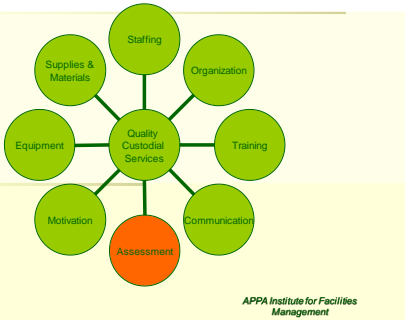 Staffing
Supplies &
Materials
Organization
Equipment
Quality
Custodial
Services
Training
Motivation
Communication
Assessment
APPA Institute for Facilities
Management